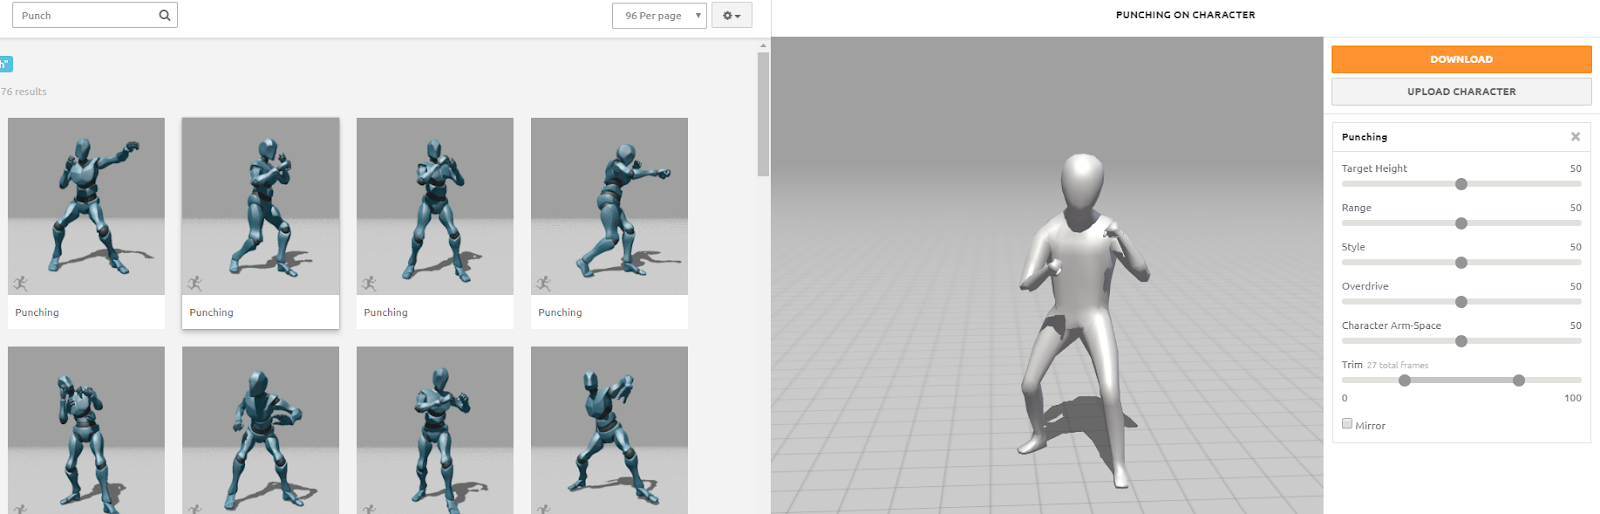 Punch
96 Per page
h"
76 results
Punching
Punching
Punching
Punching
PUNCHING ON CHARACTER
DOWNLOAD
UPLOAD CHARACTER
Punching
Target Height 50
Range 50
Style 50
Overdrive 50
Character Arm-Space 50
Trim 27 total frames
0 100
Mirror